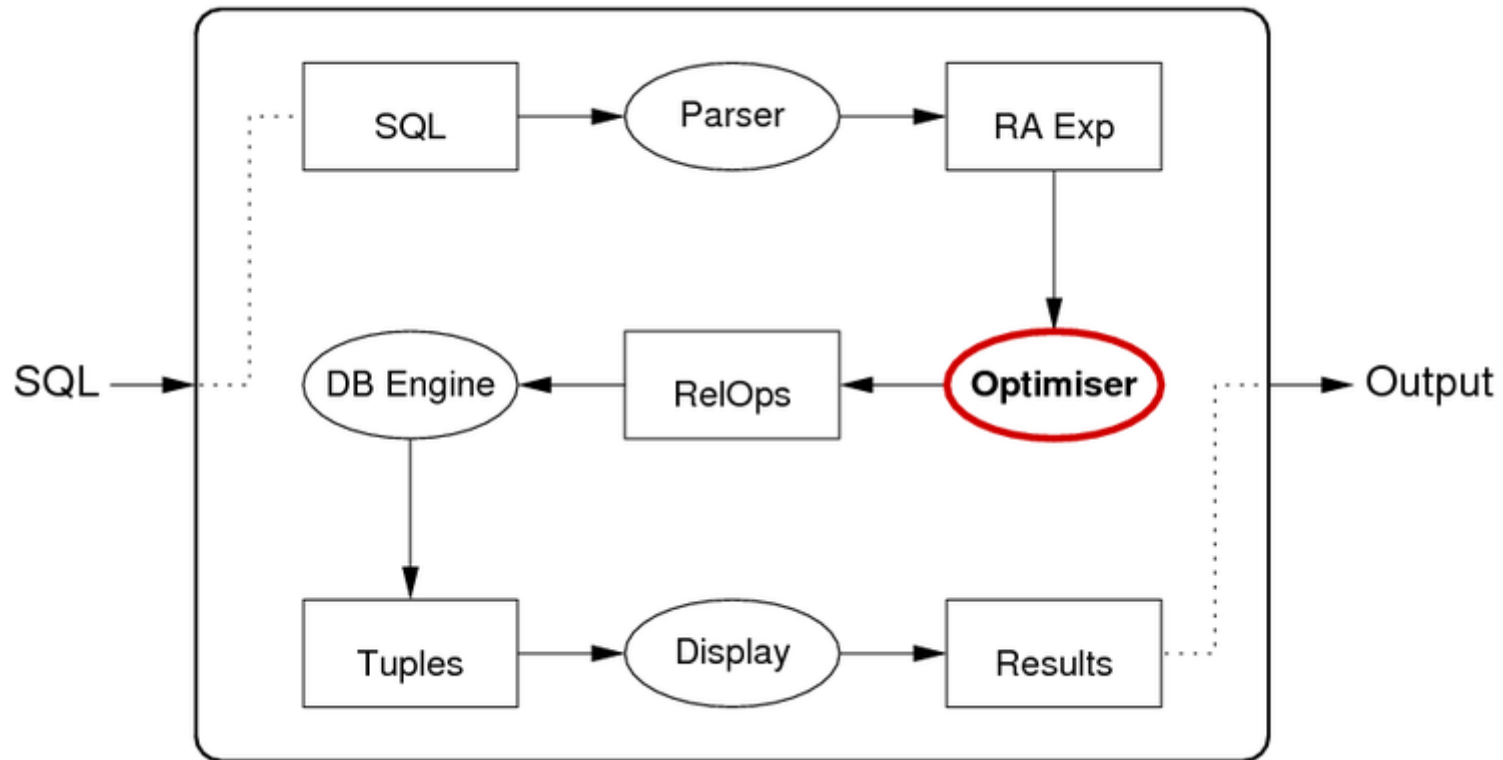 SQL
Parser
RA Exp
SQL
DB Engine
RelOps
Optimiser
Output
Tuples
Display
Results